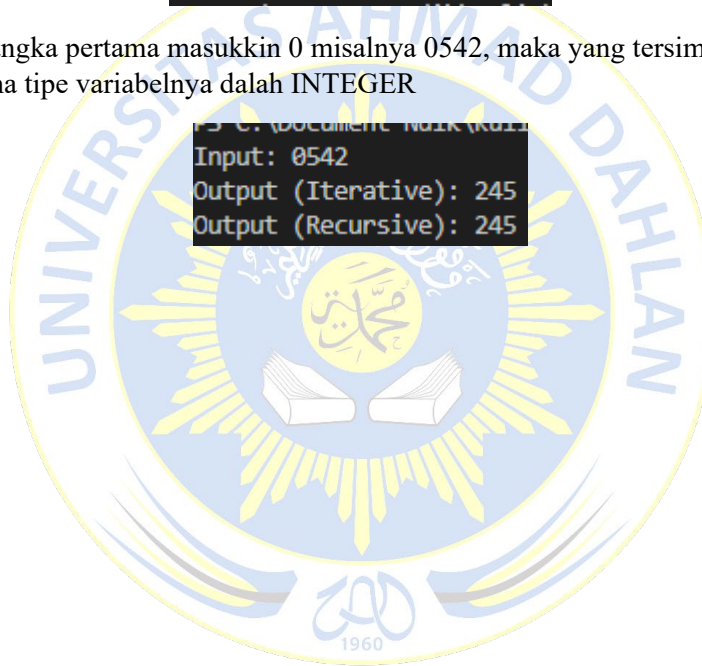 angka pertama masukkin 0 misalnya 0542, maka yang tersim
na tipe variabelnya dalah INTEGER
Input: 0542
Output (Iterative): 245
Output (Recursive): 245
UNIVERSITAS AHMAD DAHLAN
محمدية
1960